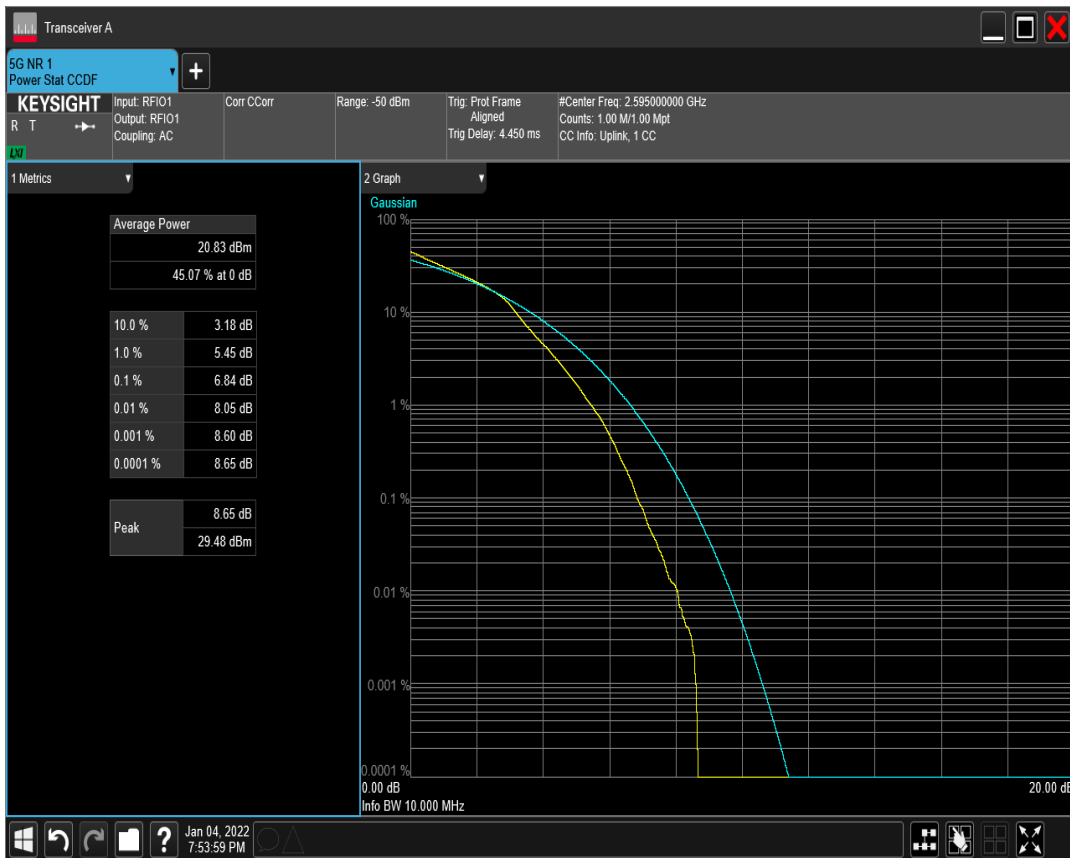 Transceiver A
5G NR 1
Power Stat CCDF
KEYSIGHT
R T
LXI
Input: RFIO1
Output: RFIO1
Coupling: AC
Corr CCorr
Range: -50 dBm
Trig: Prot Frame
Aligned
Trig Delay: 4.450 ms
#Center Freq: 2.595000000 GHz
Counts: 1.00 M/1.00 Mpt
CC Info: Uplink, 1 CC
1 Metrics
Average Power
20.83 dBm
45.07 % at 0 dB
10.0 % 3.18 dB
1.0 % 5.45 dB
0.1 % 6.84 dB
0.01 % 8.05 dB
0.001 % 8.60 dB
0.0001 % 8.65 dB
Peak
8.65 dB
29.48 dBm
2 Graph
Gaussian
100 %
10 %
1 %
0.1 %
0.01 %
0.001 %
0.0001 %
0.00 dB 20.00 dB
Info BW 10.000 MHz
?
Jan 04, 2022
7:53:59 PM